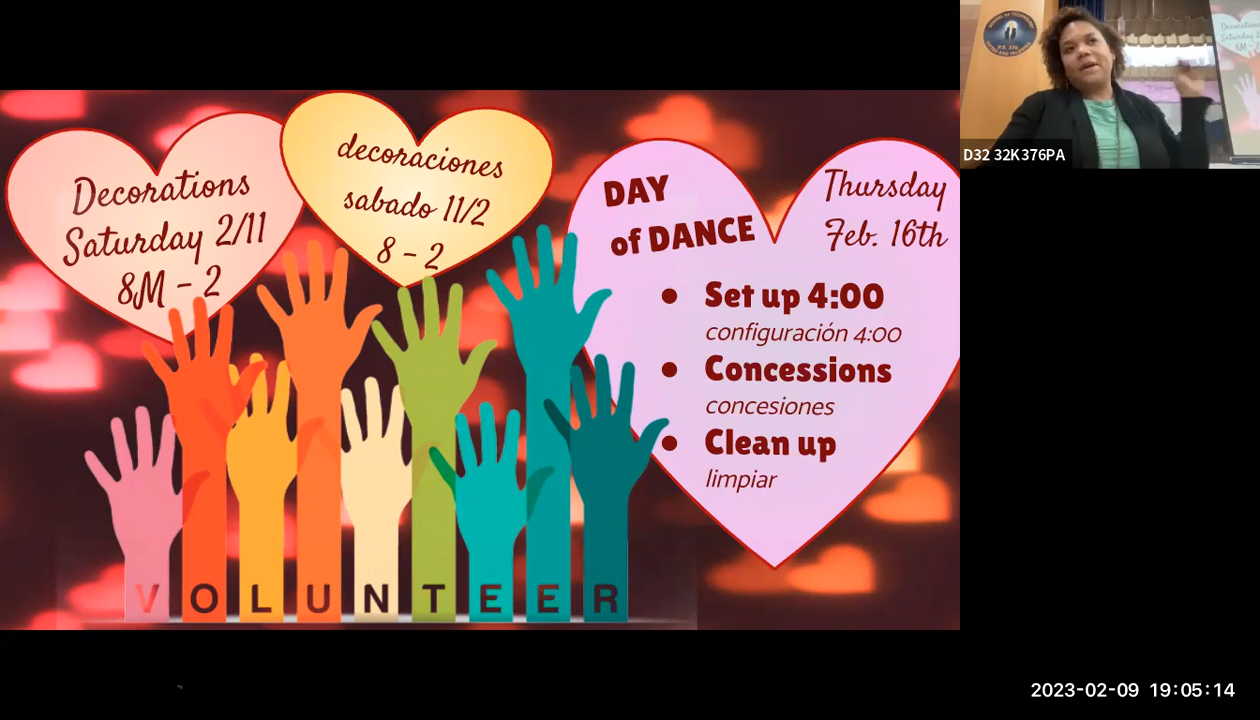 Decorations
Saturday 2/11
8M – 2
decoraciones
sabado 11/2
8 – 2
DAY
of DANCE
Thursday
Feb. 16th
• Set up 4:00
configuración 4:00
• Concessions
concesiones
• Clean up
limpiar
VOLUNTEER
D32 32K376PA
2023-02-09 19:05:14